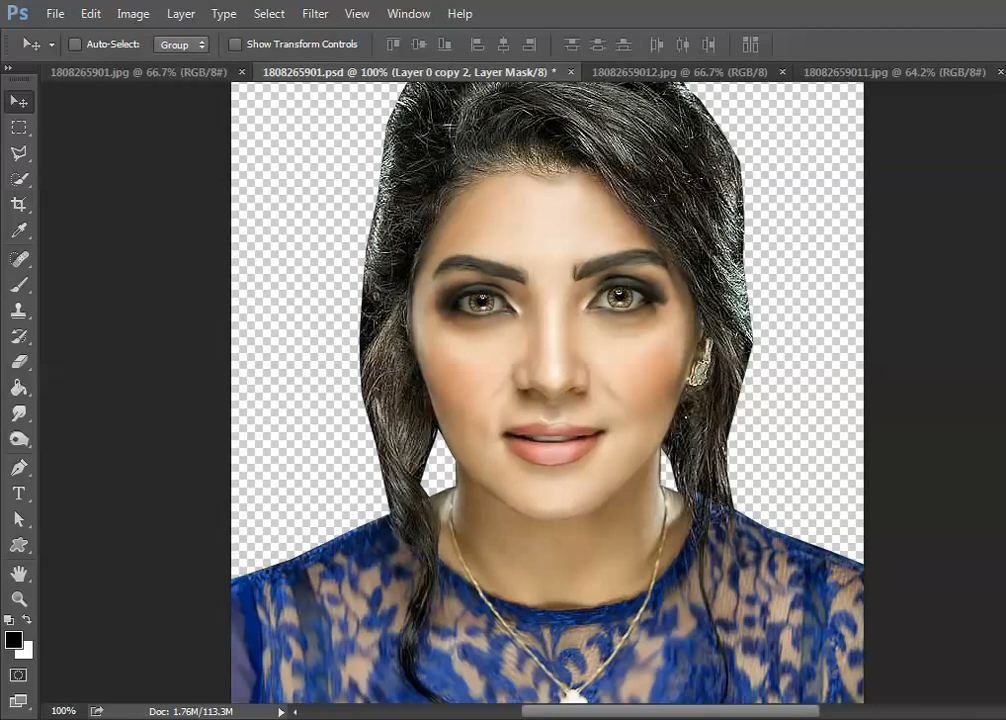 Ps File Edit Image Layer Type Select Filter View Window Help
Auto-Select: Group Show Transform Controls
1808265901.jpg @ 66.7% (RGB/8#) × 1808265901.psd @ 100% (Layer 0 copy 2, Layer Mask/8) * × 1808265912.jpg @ 66.7% (RGB/8) × 18082659011.jpg @ 64.2% (RGB/8#) ×
T
100% Doc: 1.76M/113.3M